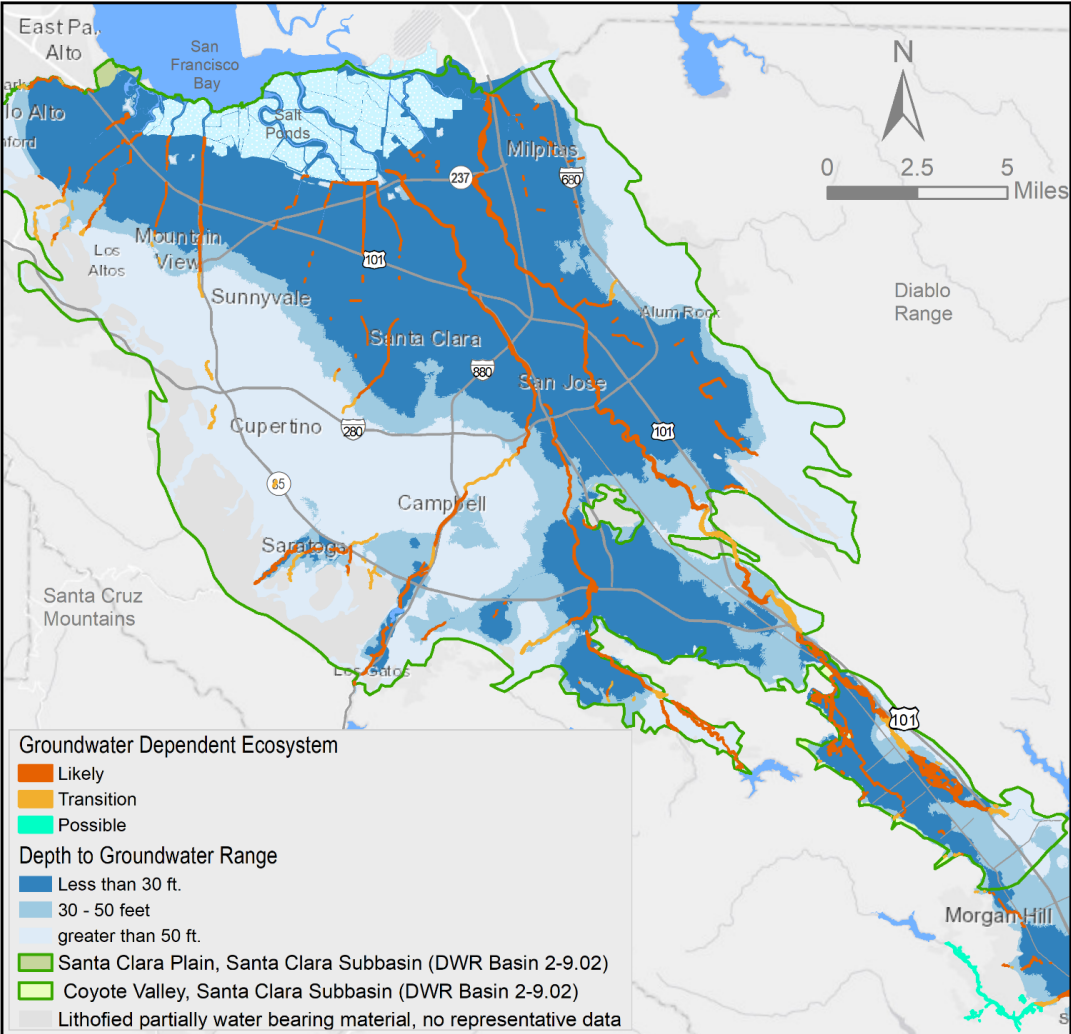 East Pa
Alto
San
Francisco
Bay
N
ark
lo Alto
nford
Salt
Ponds
Milpitas
237
680
0 2.5 5
Miles
Los
Altos
Mountain
View
101
Sunnyvale
Diablo
Range
Alum Rock
Santa Clara
880
San Jose
Cupertino
280
101
85
Campbell
Saratoga
Santa Cruz
Mountains
Los Gatos
101
Morgan Hill
S
Groundwater Dependent Ecosystem
Likely
Transition
Possible
Depth to Groundwater Range
Less than 30 ft.
30 - 50 feet
greater than 50 ft.
Santa Clara Plain, Santa Clara Subbasin (DWR Basin 2-9.02)
Coyote Valley, Santa Clara Subbasin (DWR Basin 2-9.02)
Lithofied partially water bearing material, no representative data